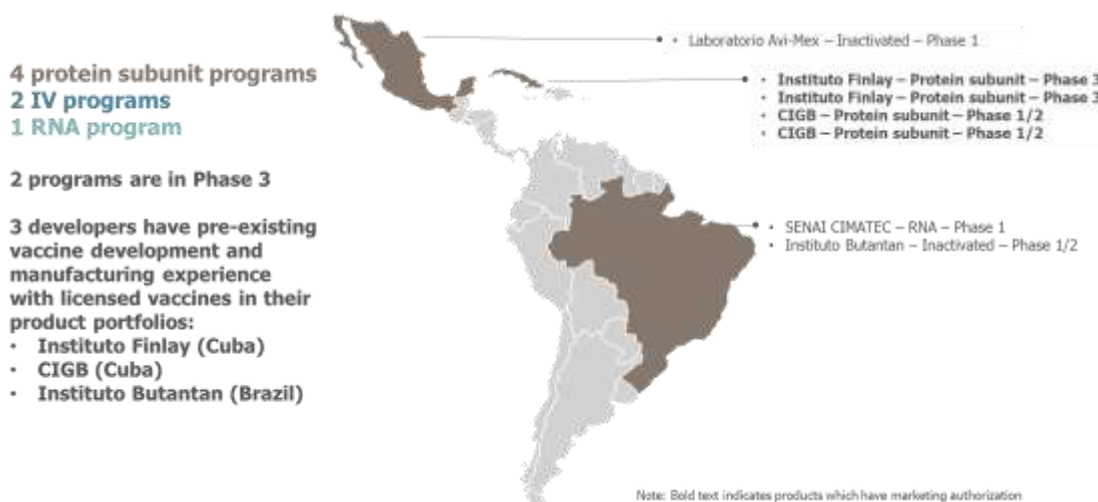 4 protein subunit programs
2 IV programs
1 RNA program
2 programs are in Phase 3
3 developers have pre-existing
vaccine development and
manufacturing experience
with licensed vaccines in their
product portfolios:
• Instituto Finlay (Cuba)
• CIGB (Cuba)
• Instituto Butantan (Brazil)
• Laboratorio Avi-Mex – Inactivated – Phase 1
• Instituto Finlay – Protein subunit – Phase 3
• Instituto Finlay – Protein subunit – Phase 3
• CIGB – Protein subunit – Phase 1/2
• CIGB – Protein subunit – Phase 1/2
• SENAI CIMATEC – RNA – Phase 1
• Instituto Butantan – Inactivated – Phase 1/2
Note: Bold text indicates products which have marketing authorization